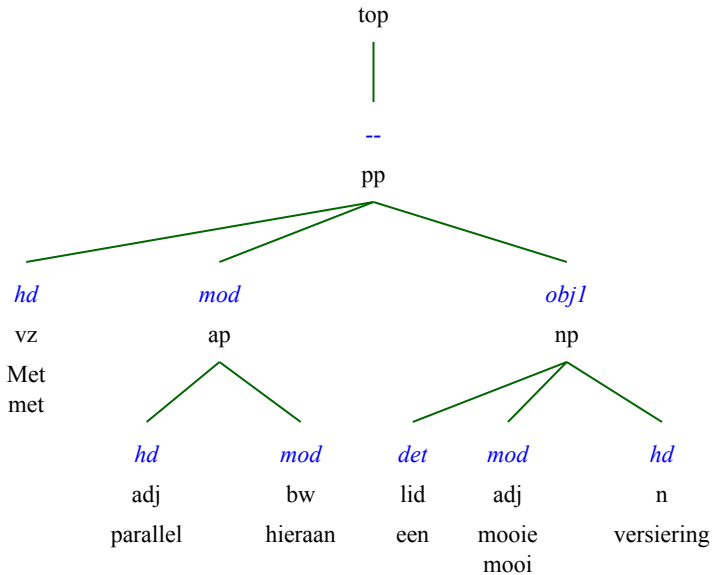 top
--
pp
hd mod obj1
vz ap np
Met
met
hd mod det mod hd
adj bw lid adj n
parallel hieraan een mooie versiering
mooi